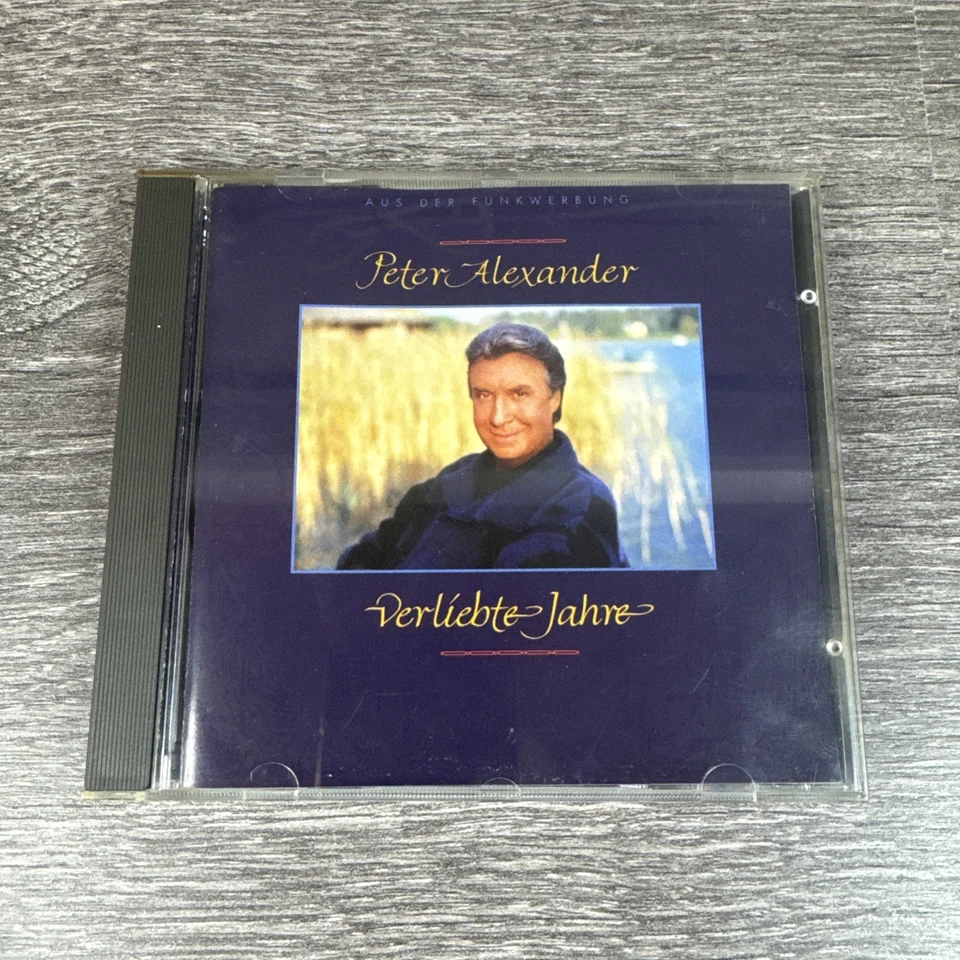 AUS DER FUNKWERBUNG
Peter Alexander
Verliebte Jahre